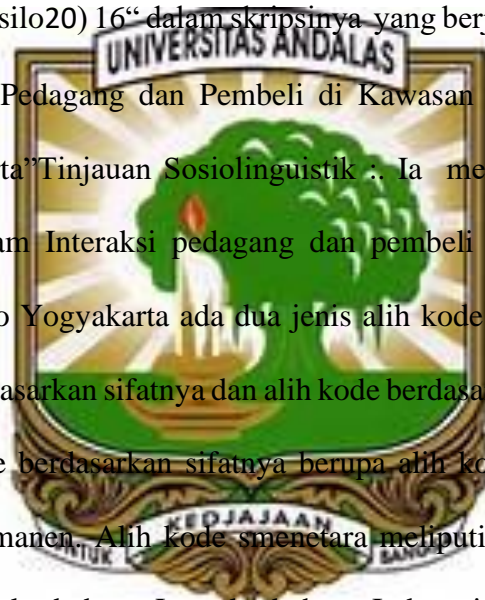 silo20) 16“ dalam skripsinya yang berj
UNIVERSITAS ANDALAS
Pedagang dan Pembeli di Kawasan
ta”Tinjauan Sosiolinguistik :. Ia me
am Interaksi pedagang dan pembeli
o Yogyakarta ada dua jenis alih kode
asarkan sifatnya dan alih kode berdasa
e berdasarkan sifatnya berupa alih ko
manen. Alih kode smenetara meliputi
UNTUK KEDJAJAAN BANGSA